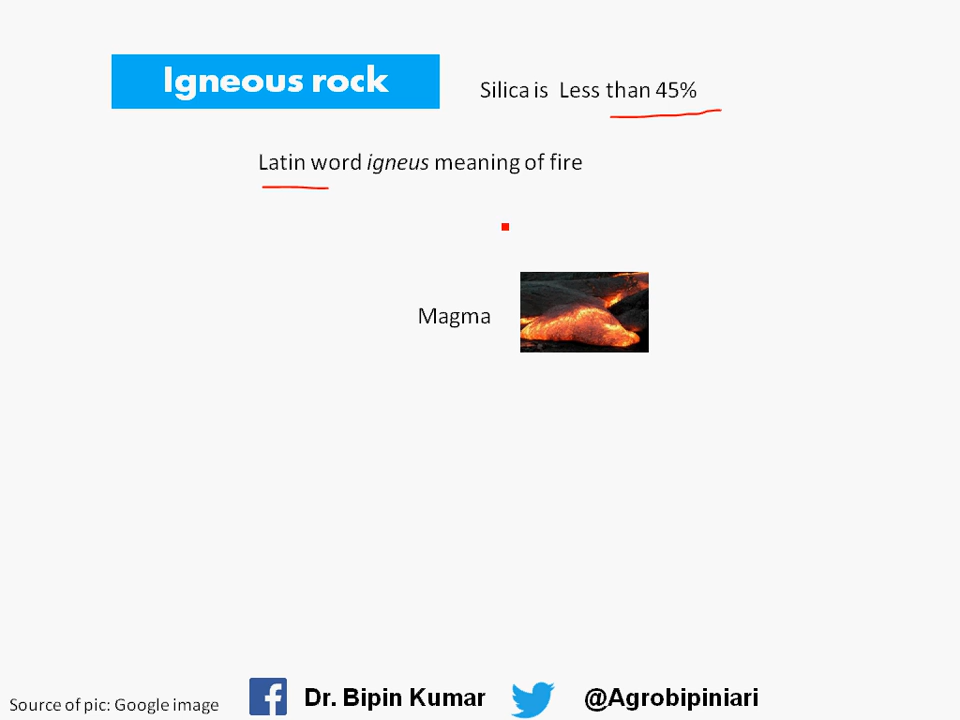 Igneous rock
Silica is Less than 45%
Latin word igneus meaning of fire
Magma
Source of pic: Google image
Dr. Bipin Kumar
@Agrobipiniari